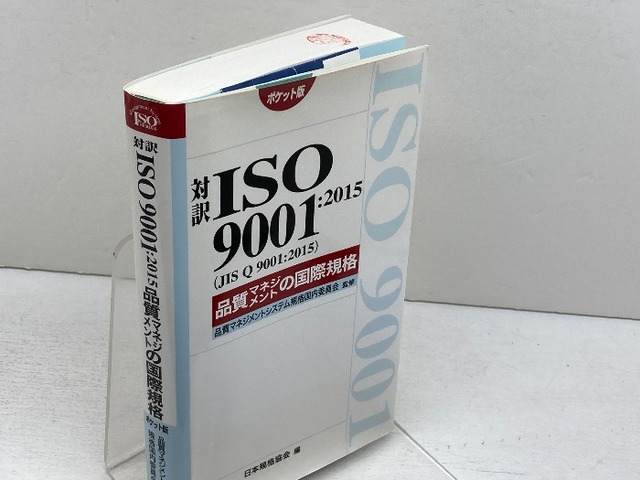 ポケット版
対訳
ISO
9001:2015
(JIS Q 9001:2015)
品質マネジメントの国際規格
品質マネジメントシステム規格国内委員会 監修
日本規格協会 編
ISO 9001
ISO
対訳
ISO 9001:2015
品質マネジメントの国際規格
ポケット版